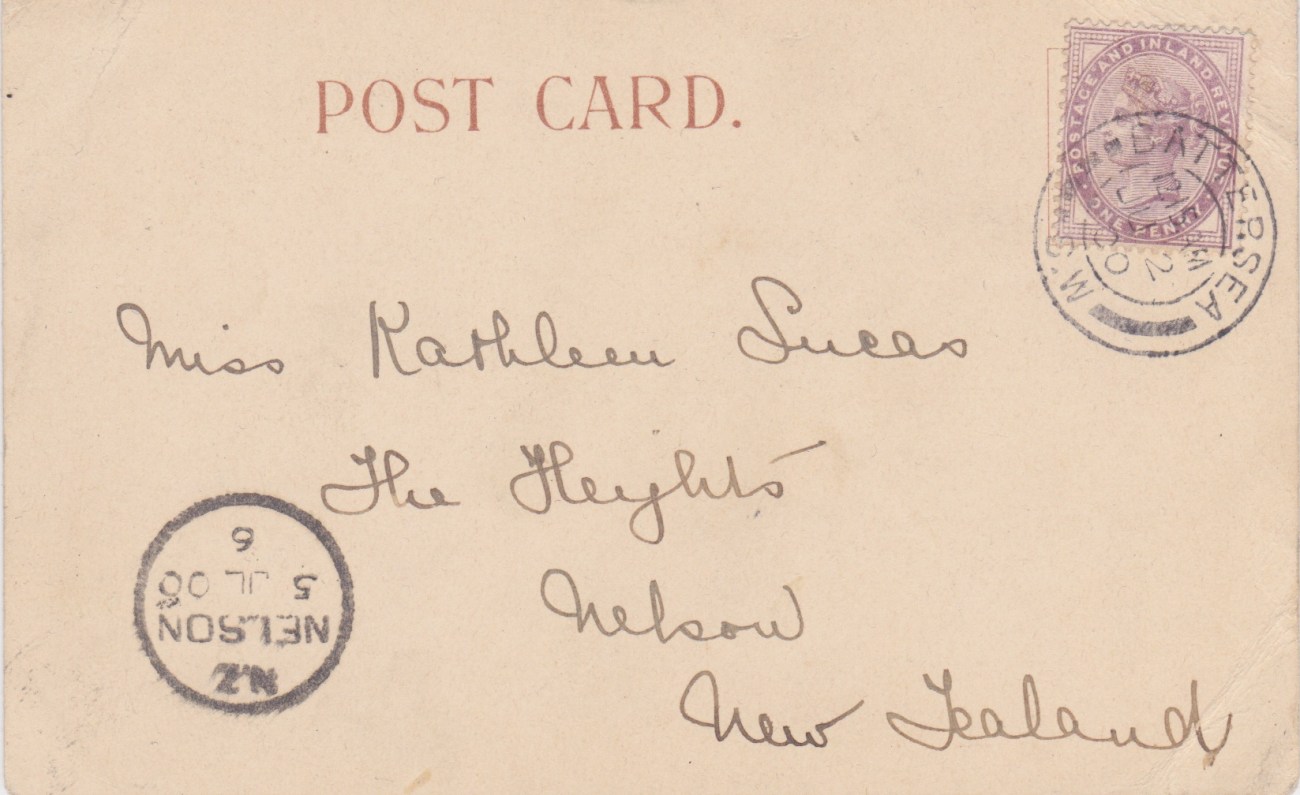 POST CARD.
POSTAGE AND INLAND REVENUE
ONE PENNY
BATTERSEA
S.W
Miss Kathleen Lucas
The Heights
Nelson
New Zealand
N.Z
NELSON
5 JL 00
6